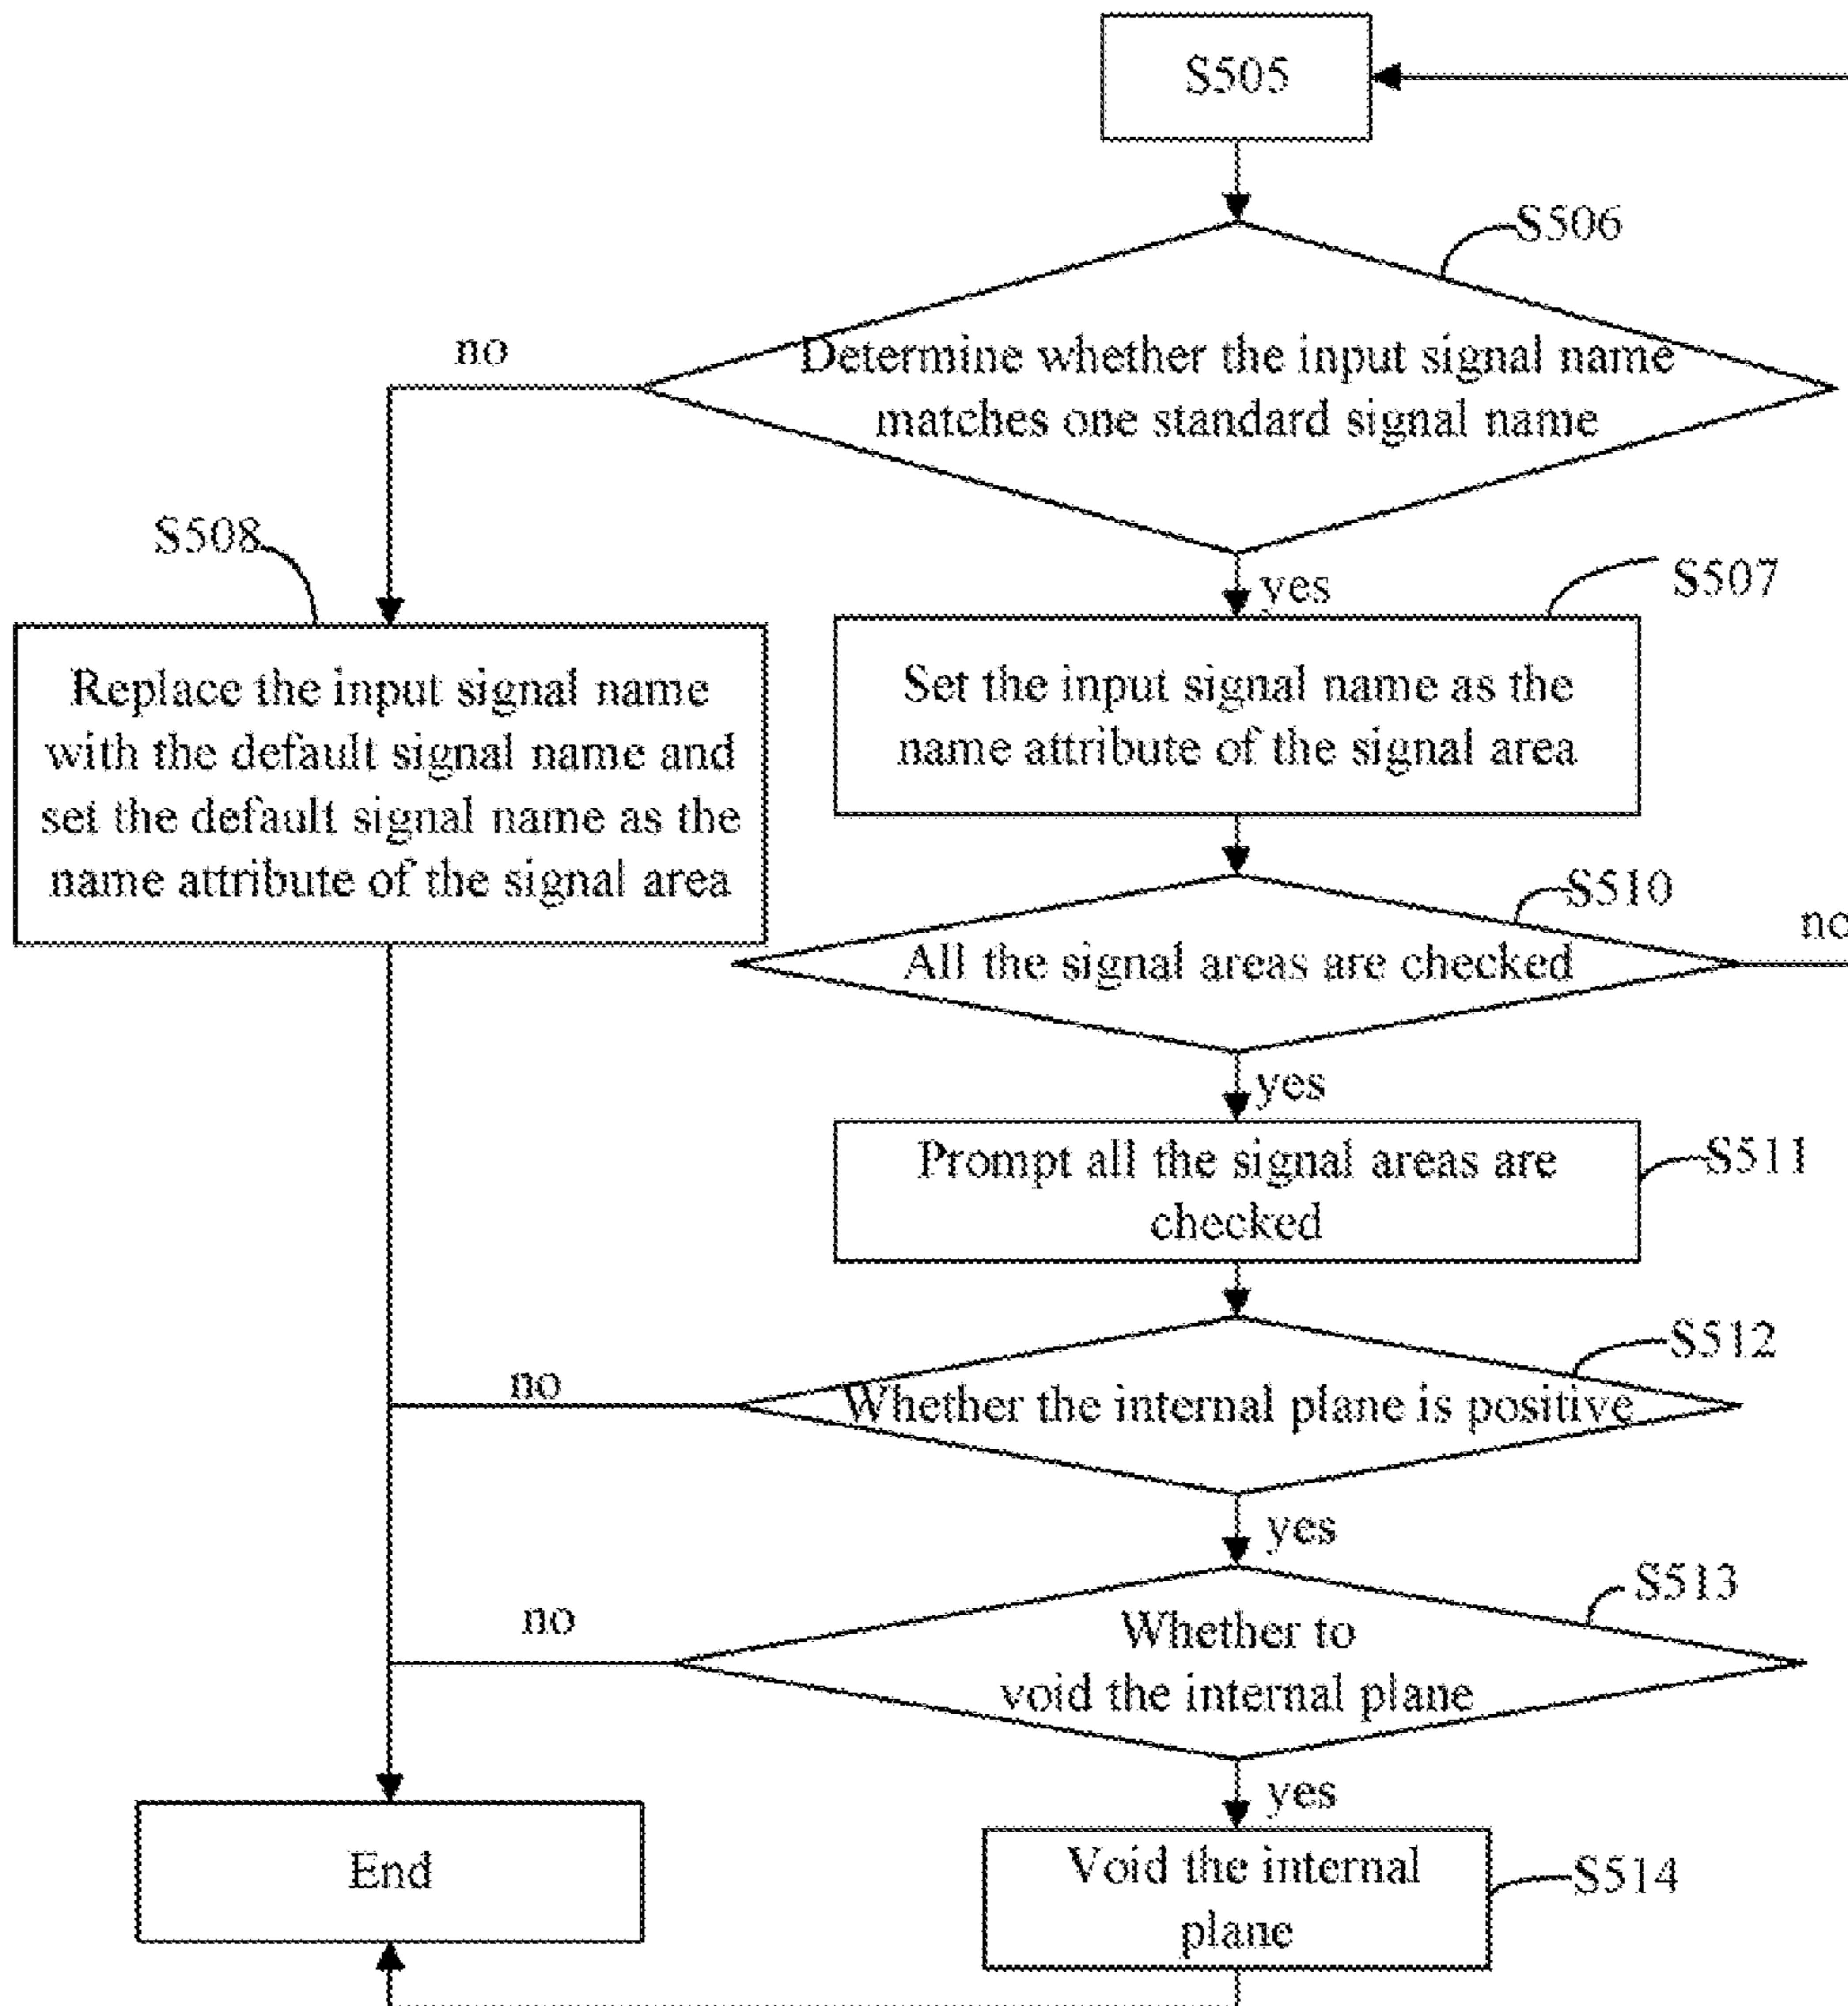 S505
S506
Determine whether the input signal name
matches one standard signal name
no
yes
S508
S507
Replace the input signal name
with the default signal name and
set the default signal name as the
name attribute of the signal area
Set the input signal name as the
name attribute of the signal area
S510
All the signal areas are checked
no
yes
Prompt all the signal areas are
checked
S511
S512
Whether the internal plane is positive
no
yes
S513
Whether to
void the internal plane
no
yes
End
Void the internal
plane
S514